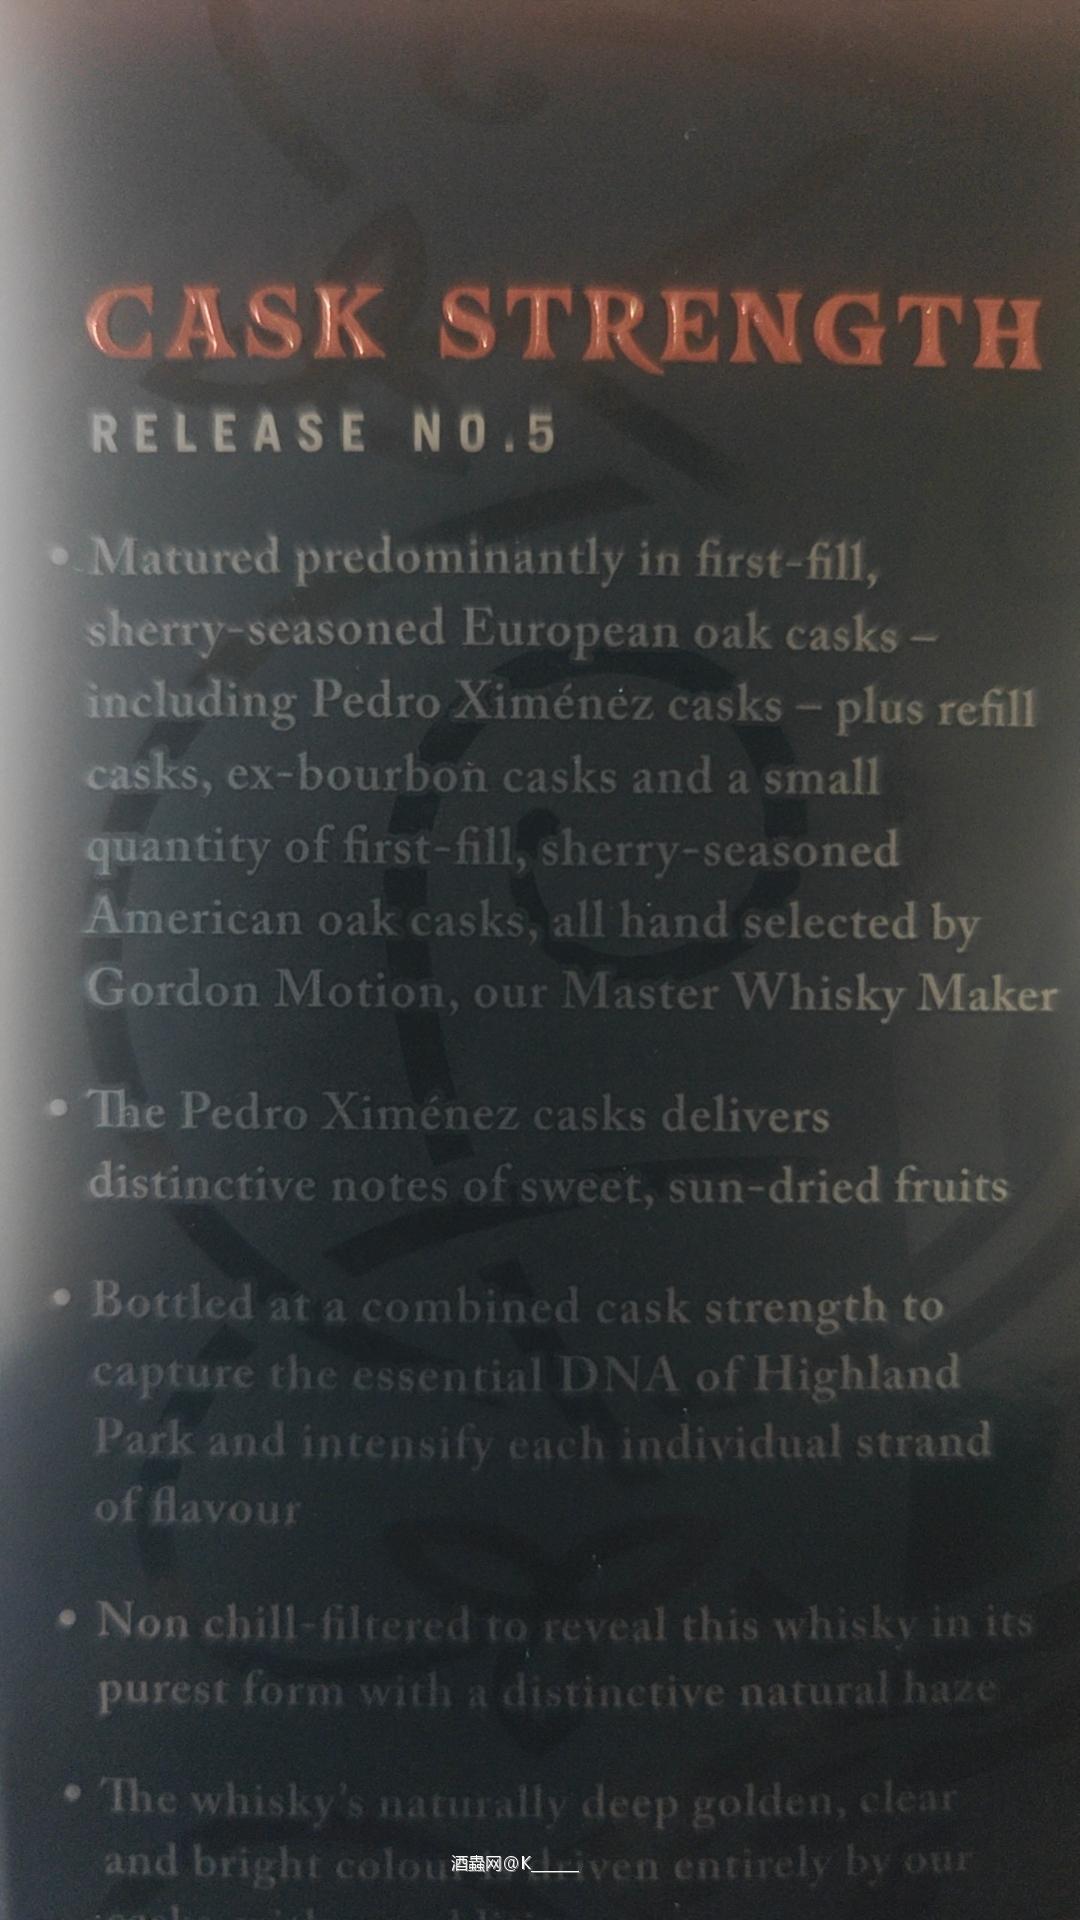 CASK STRENGTH
RELEASE NO.5
• Matured predominantly in first-fill,
sherry-seasoned European oak casks –
including Pedro Ximénez casks – plus refill
casks, ex-bourbon casks and a small
quantity of first-fill, sherry-seasoned
American oak casks, all hand selected by
Gordon Motion, our Master Whisky Maker
• The Pedro Ximénez casks delivers
distinctive notes of sweet, sun-dried fruits
• Bottled at a combined cask strength to
capture the essential DNA of Highland
Park and intensify each individual strand
of flavour
• Non chill-filtered to reveal this whisky in its
purest form with a distinctive natural haze
• The whisky's naturally deep golden, clear
and bright colour is driven entirely by our
酒蟲网@K_____